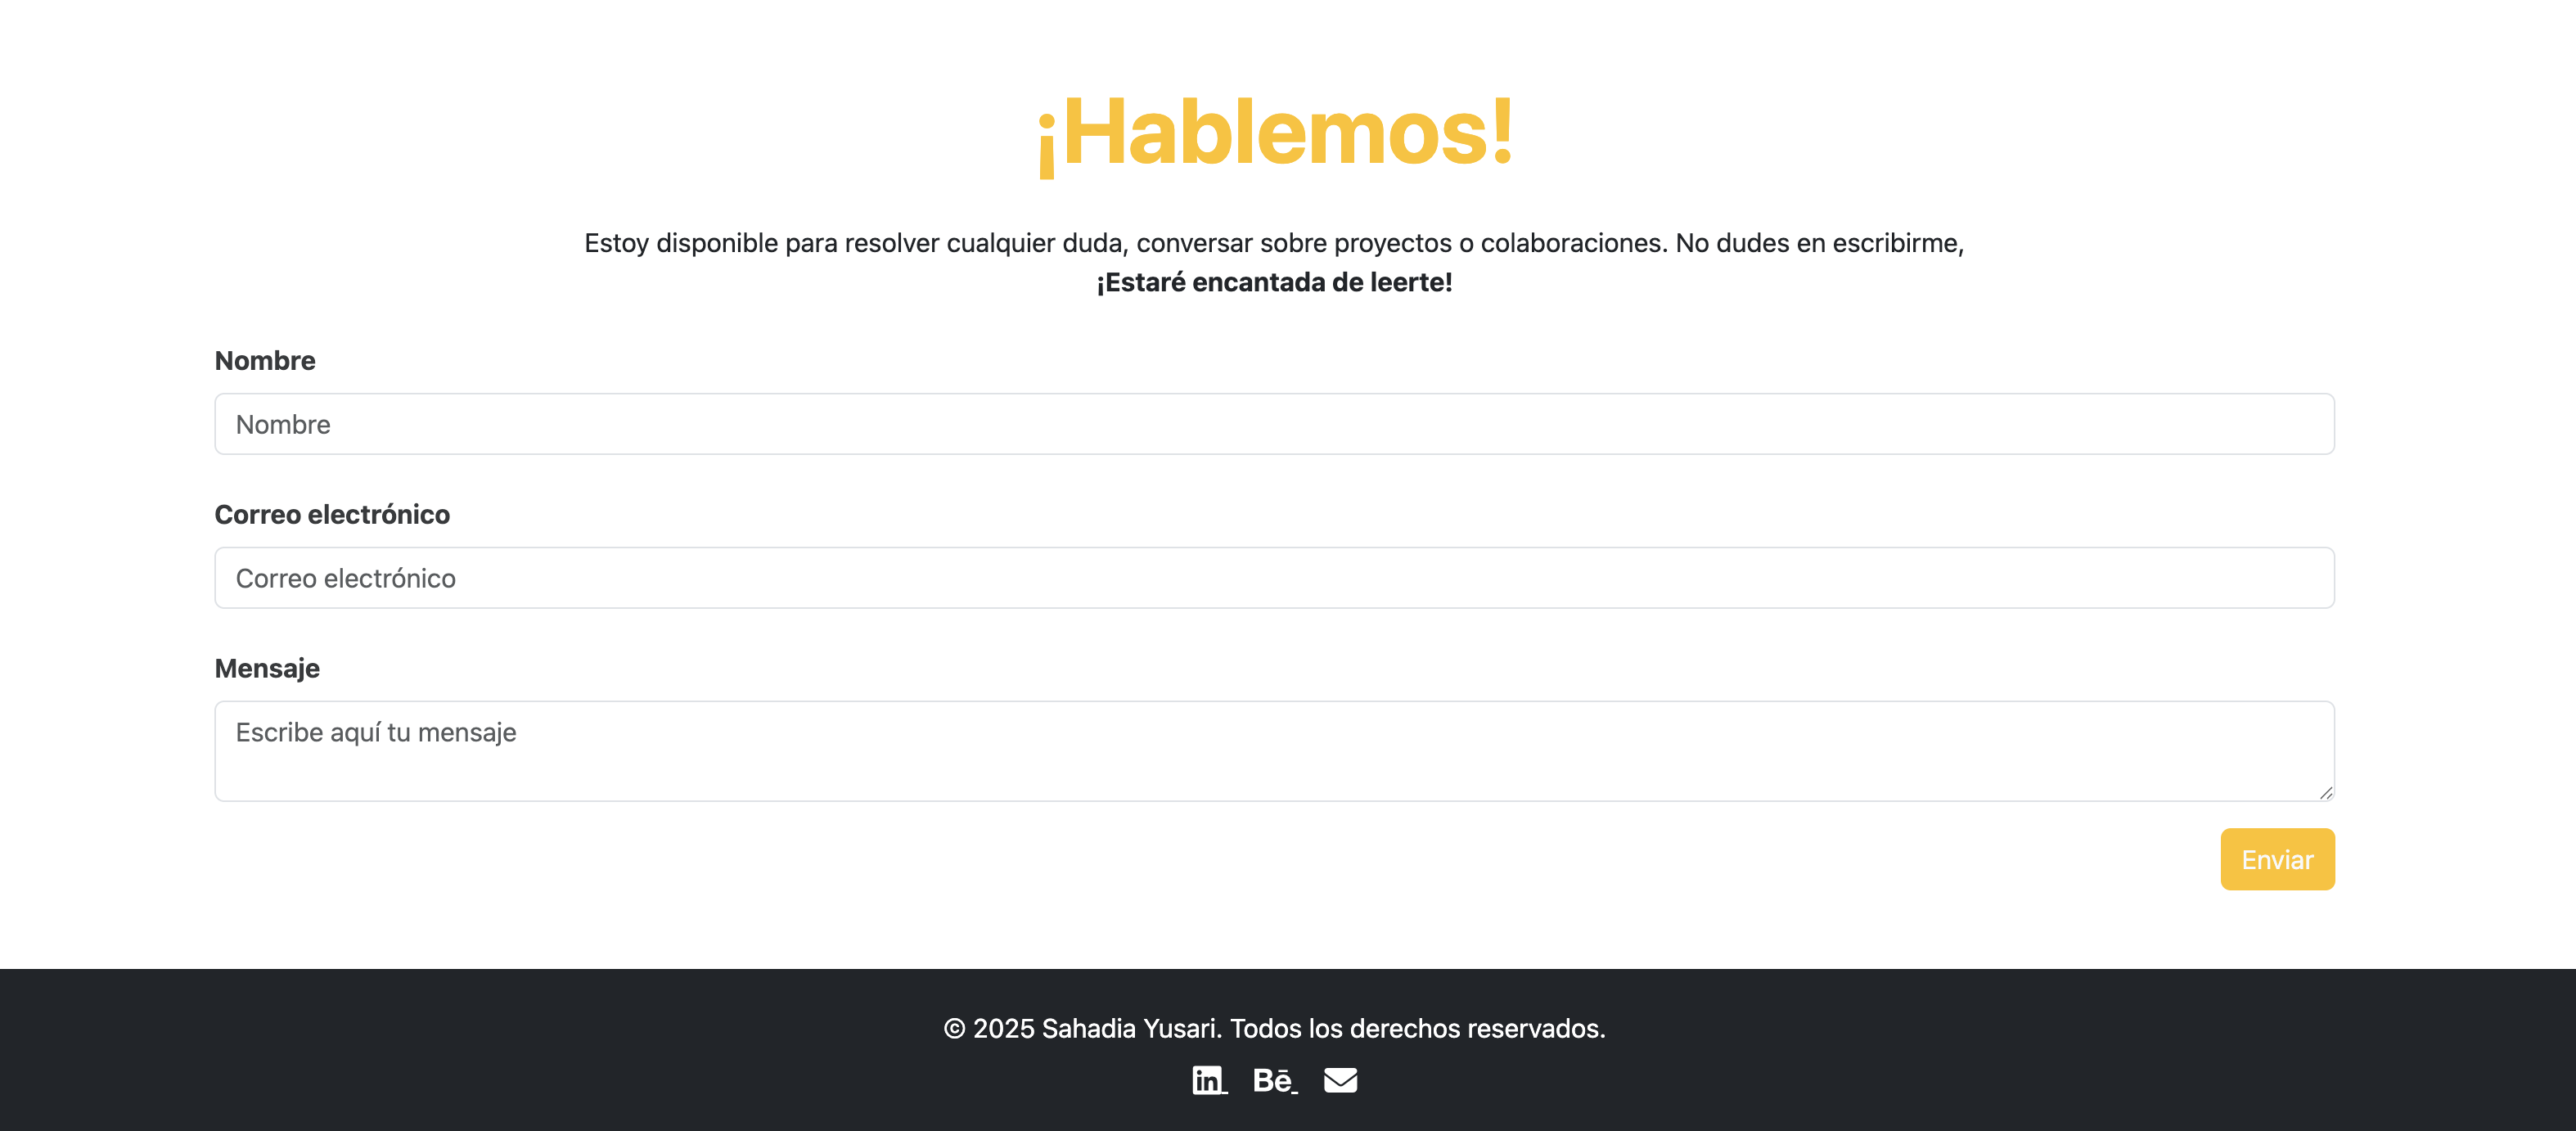 ¡Hablemos!
Estoy disponible para resolver cualquier duda, conversar sobre proyectos o colaboraciones. No dudes en escribirme,
¡Estaré encantada de leerte!
Nombre
Nombre
Correo electrónico
Correo electrónico
Mensaje
Escribe aquí tu mensaje
Enviar
© 2025 Sahadia Yusari. Todos los derechos reservados.
in Bē